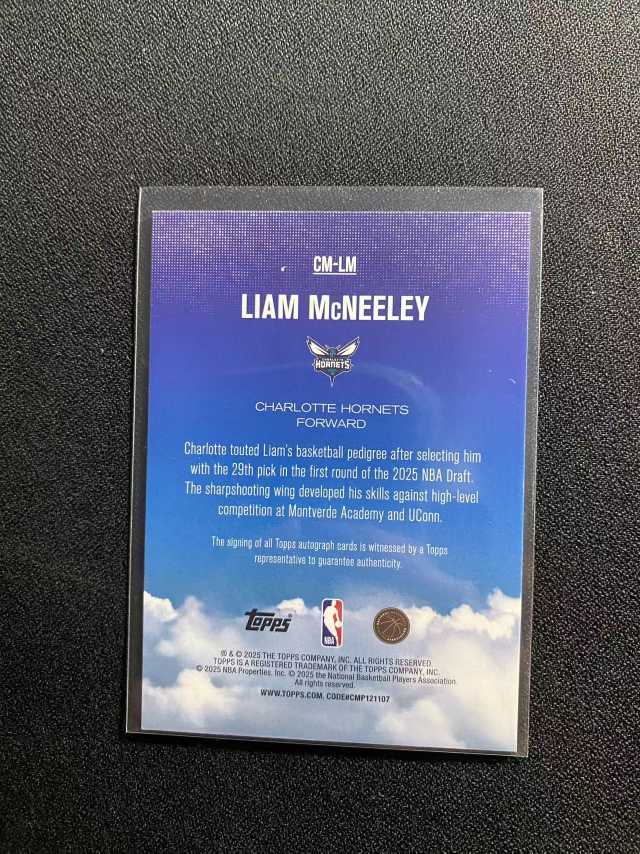 CM-LM
LIAM McNEELEY
CHARLOTTE
HORNETS
CHARLOTTE HORNETS
FORWARD
Charlotte touted Liam's basketball pedigree after selecting him
with the 29th pick in the first round of the 2025 NBA Draft.
The sharpshooting wing developed his skills against high-level
competition at Montverde Academy and UConn.
The signing of all Topps autograph cards is witnessed by a Topps
representative to guarantee authenticity.
topps
NBA
® & © 2025 THE TOPPS COMPANY, INC. ALL RIGHTS RESERVED.
TOPPS IS A REGISTERED TRADEMARK OF THE TOPPS COMPANY, INC.
© 2025 NBA Properties, Inc. © 2025 the National Basketball Players Association.
All rights reserved.
WWW.TOPPS.COM. CODE#CMP121107